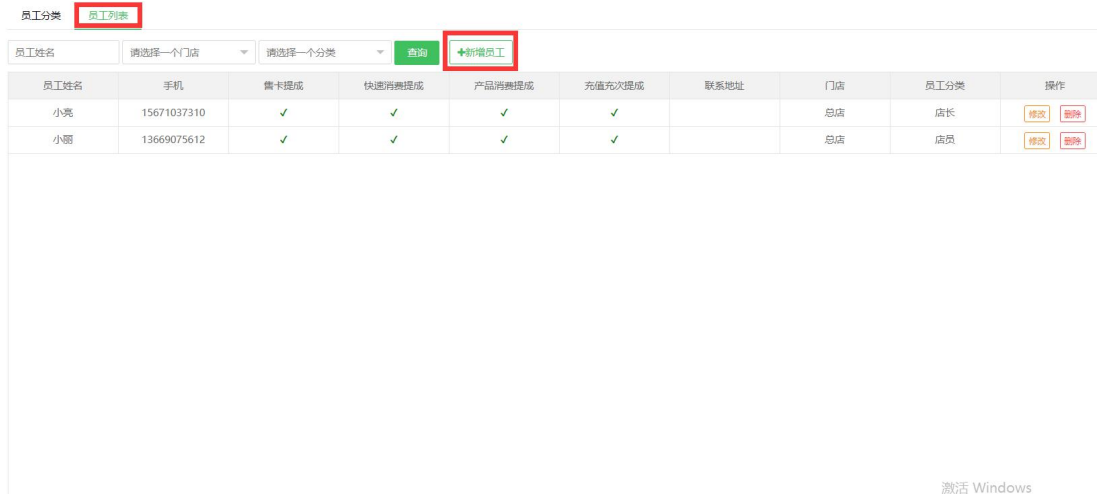 员工分类 员工列表
员工姓名 请选择一个门店 请选择一个分类 查询 +新增员工
员工姓名 手机 售卡提成 快速消费提成 产品消费提成 充值充次提成 联系地址 门店 员工分类 操作
小亮 15671037310 ✓ ✓ ✓ ✓ 总店 店长 修改 删除
小丽 13669075612 ✓ ✓ ✓ ✓ 总店 店员 修改 删除
激活 Windows